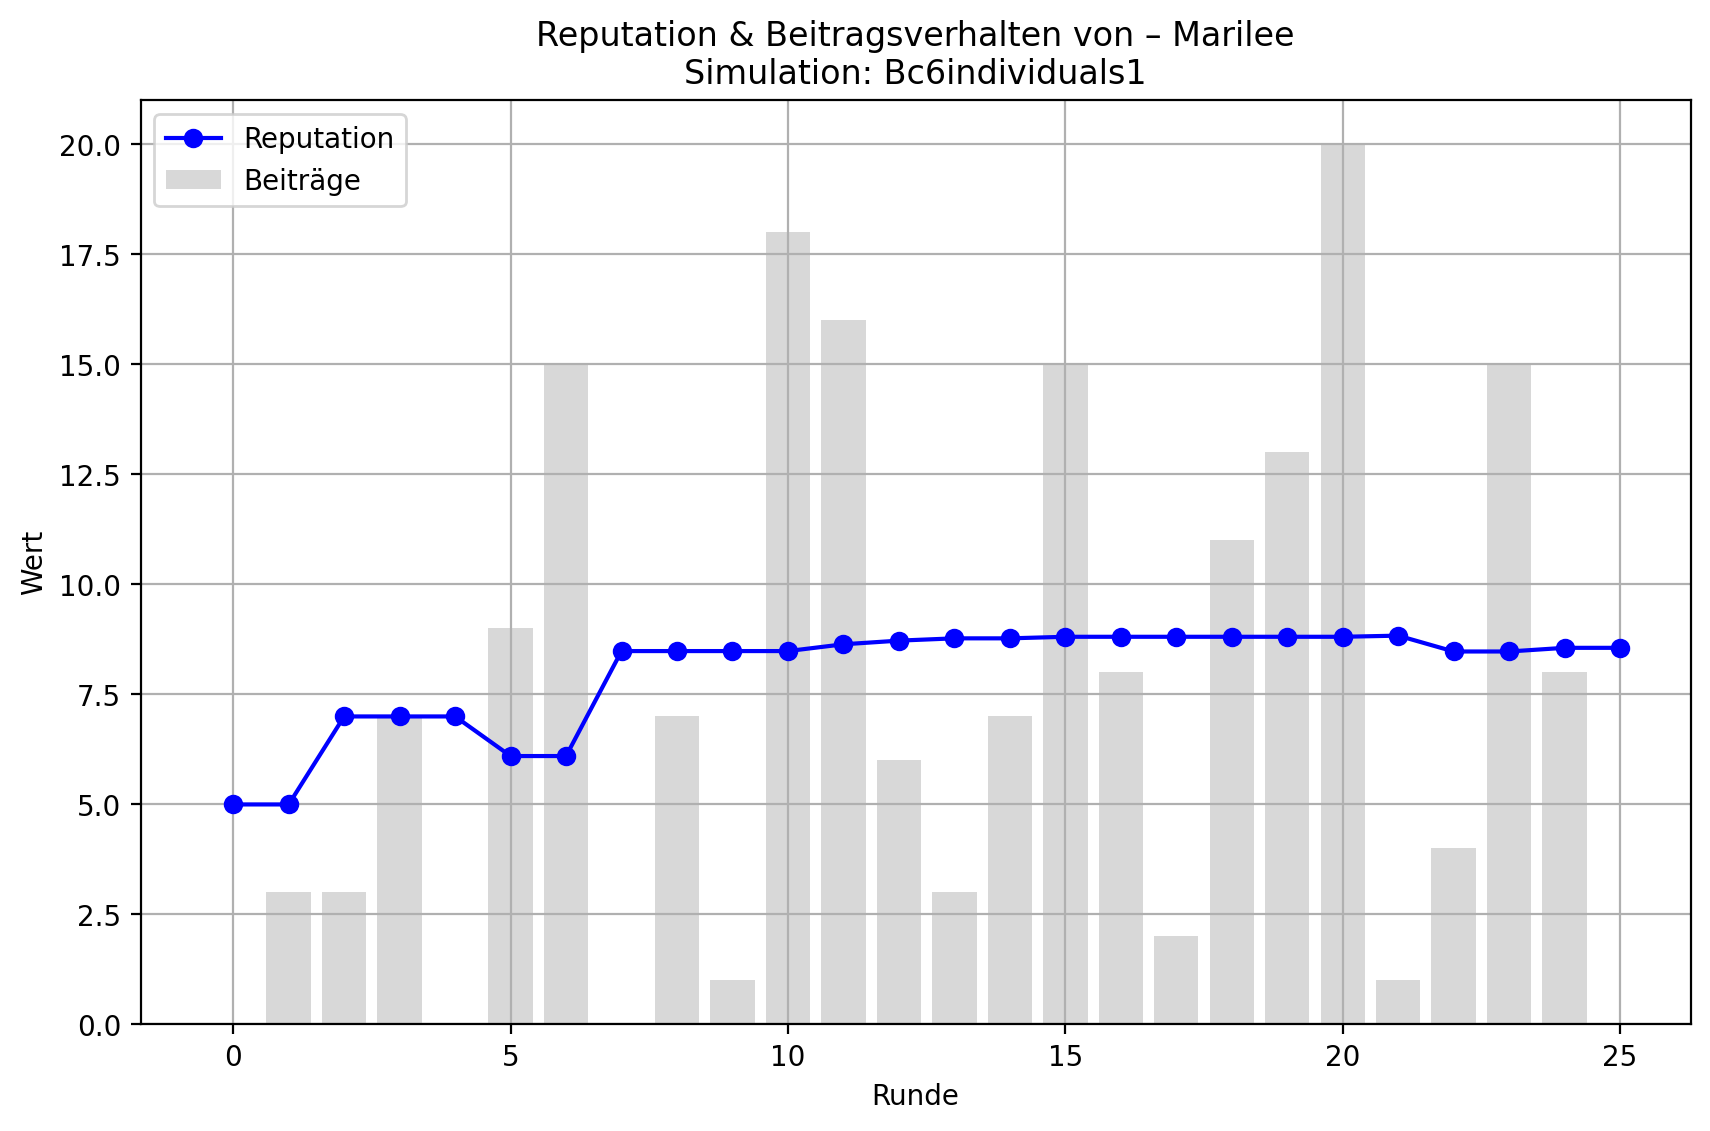 Reputation & Beitragsverhalten von – Marilee
Simulation: Bc6individuals1
Reputation
Beiträge
20.0
17.5
15.0
12.5
10.0
7.5
5.0
2.5
0.0
Wert
0 5 10 15 20 25
Runde